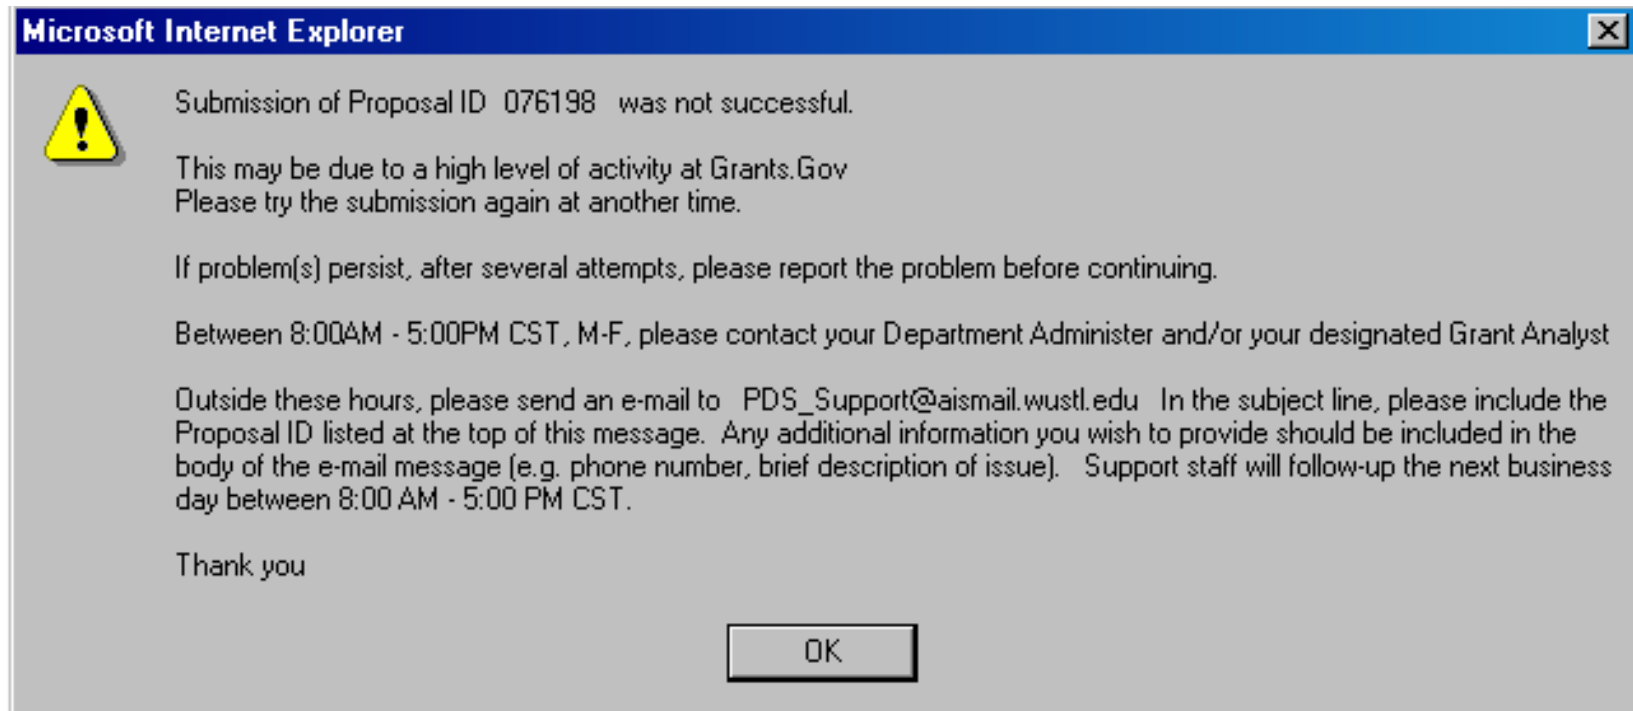 Microsoft Internet Explorer
Submission of Proposal ID  076198   was not successful.
This may be due to a high level of activity at Grants.Gov
Please try the submission again at another time.
If problem(s) persist, after several attempts, please report the problem before continuing.
Between 8:00AM - 5:00PM CST, M-F, please contact your Department Administer and/or your designated Grant Analyst
Outside these hours, please send an e-mail to   PDS_Support@aismail.wustl.edu   In the subject line, please include the
Proposal ID listed at the top of this message.  Any additional information you wish to provide should be included in the
body of the e-mail message (e.g. phone number, brief description of issue).   Support staff will follow-up the next business
day between 8:00 AM - 5:00 PM CST.
Thank you
OK